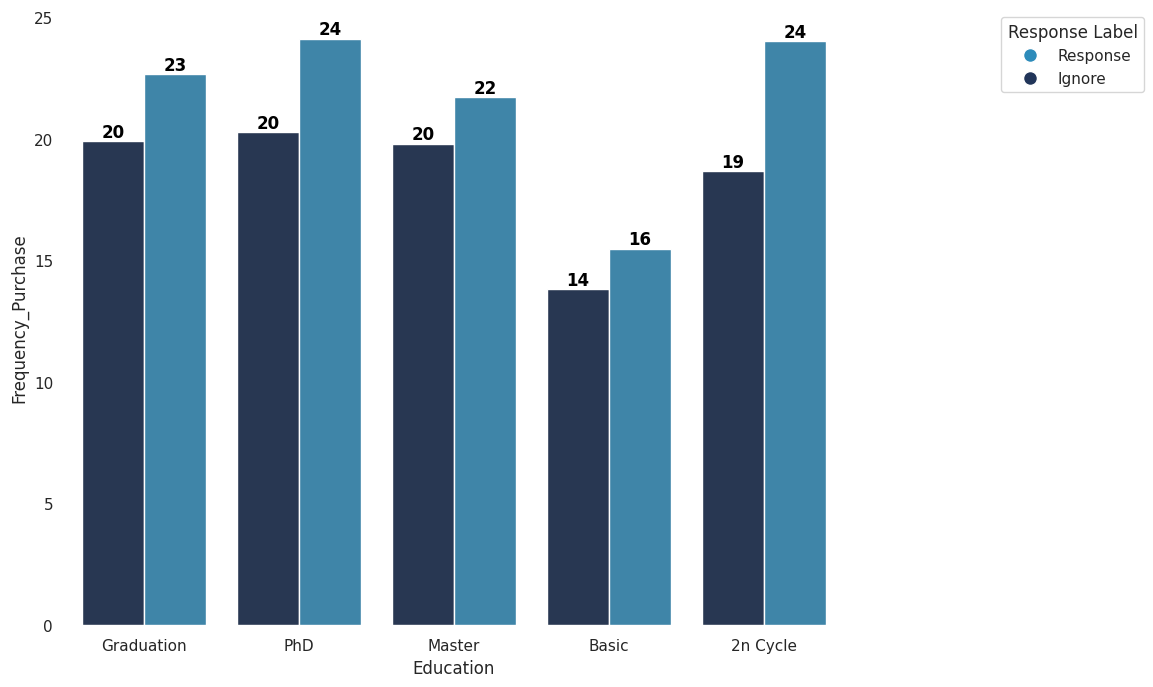 Frequency_Purchase
25
20
15
10
5
0
20
23
20
24
20
22
14
16
19
24
Graduation
PhD
Master
Basic
2n Cycle
Education
Response Label
Response
Ignore